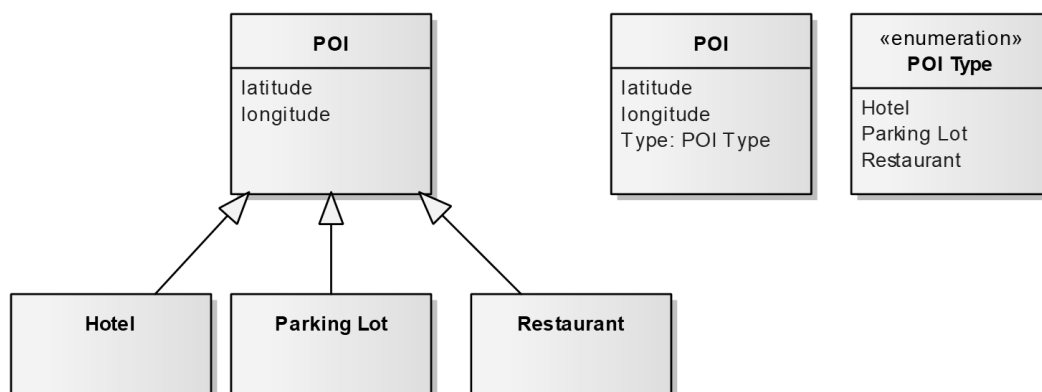 POI
latitude
longitude
Hotel
Parking Lot
Restaurant
POI
latitude
longitude
Type: POI Type
«enumeration»
POI Type
Hotel
Parking Lot
Restaurant